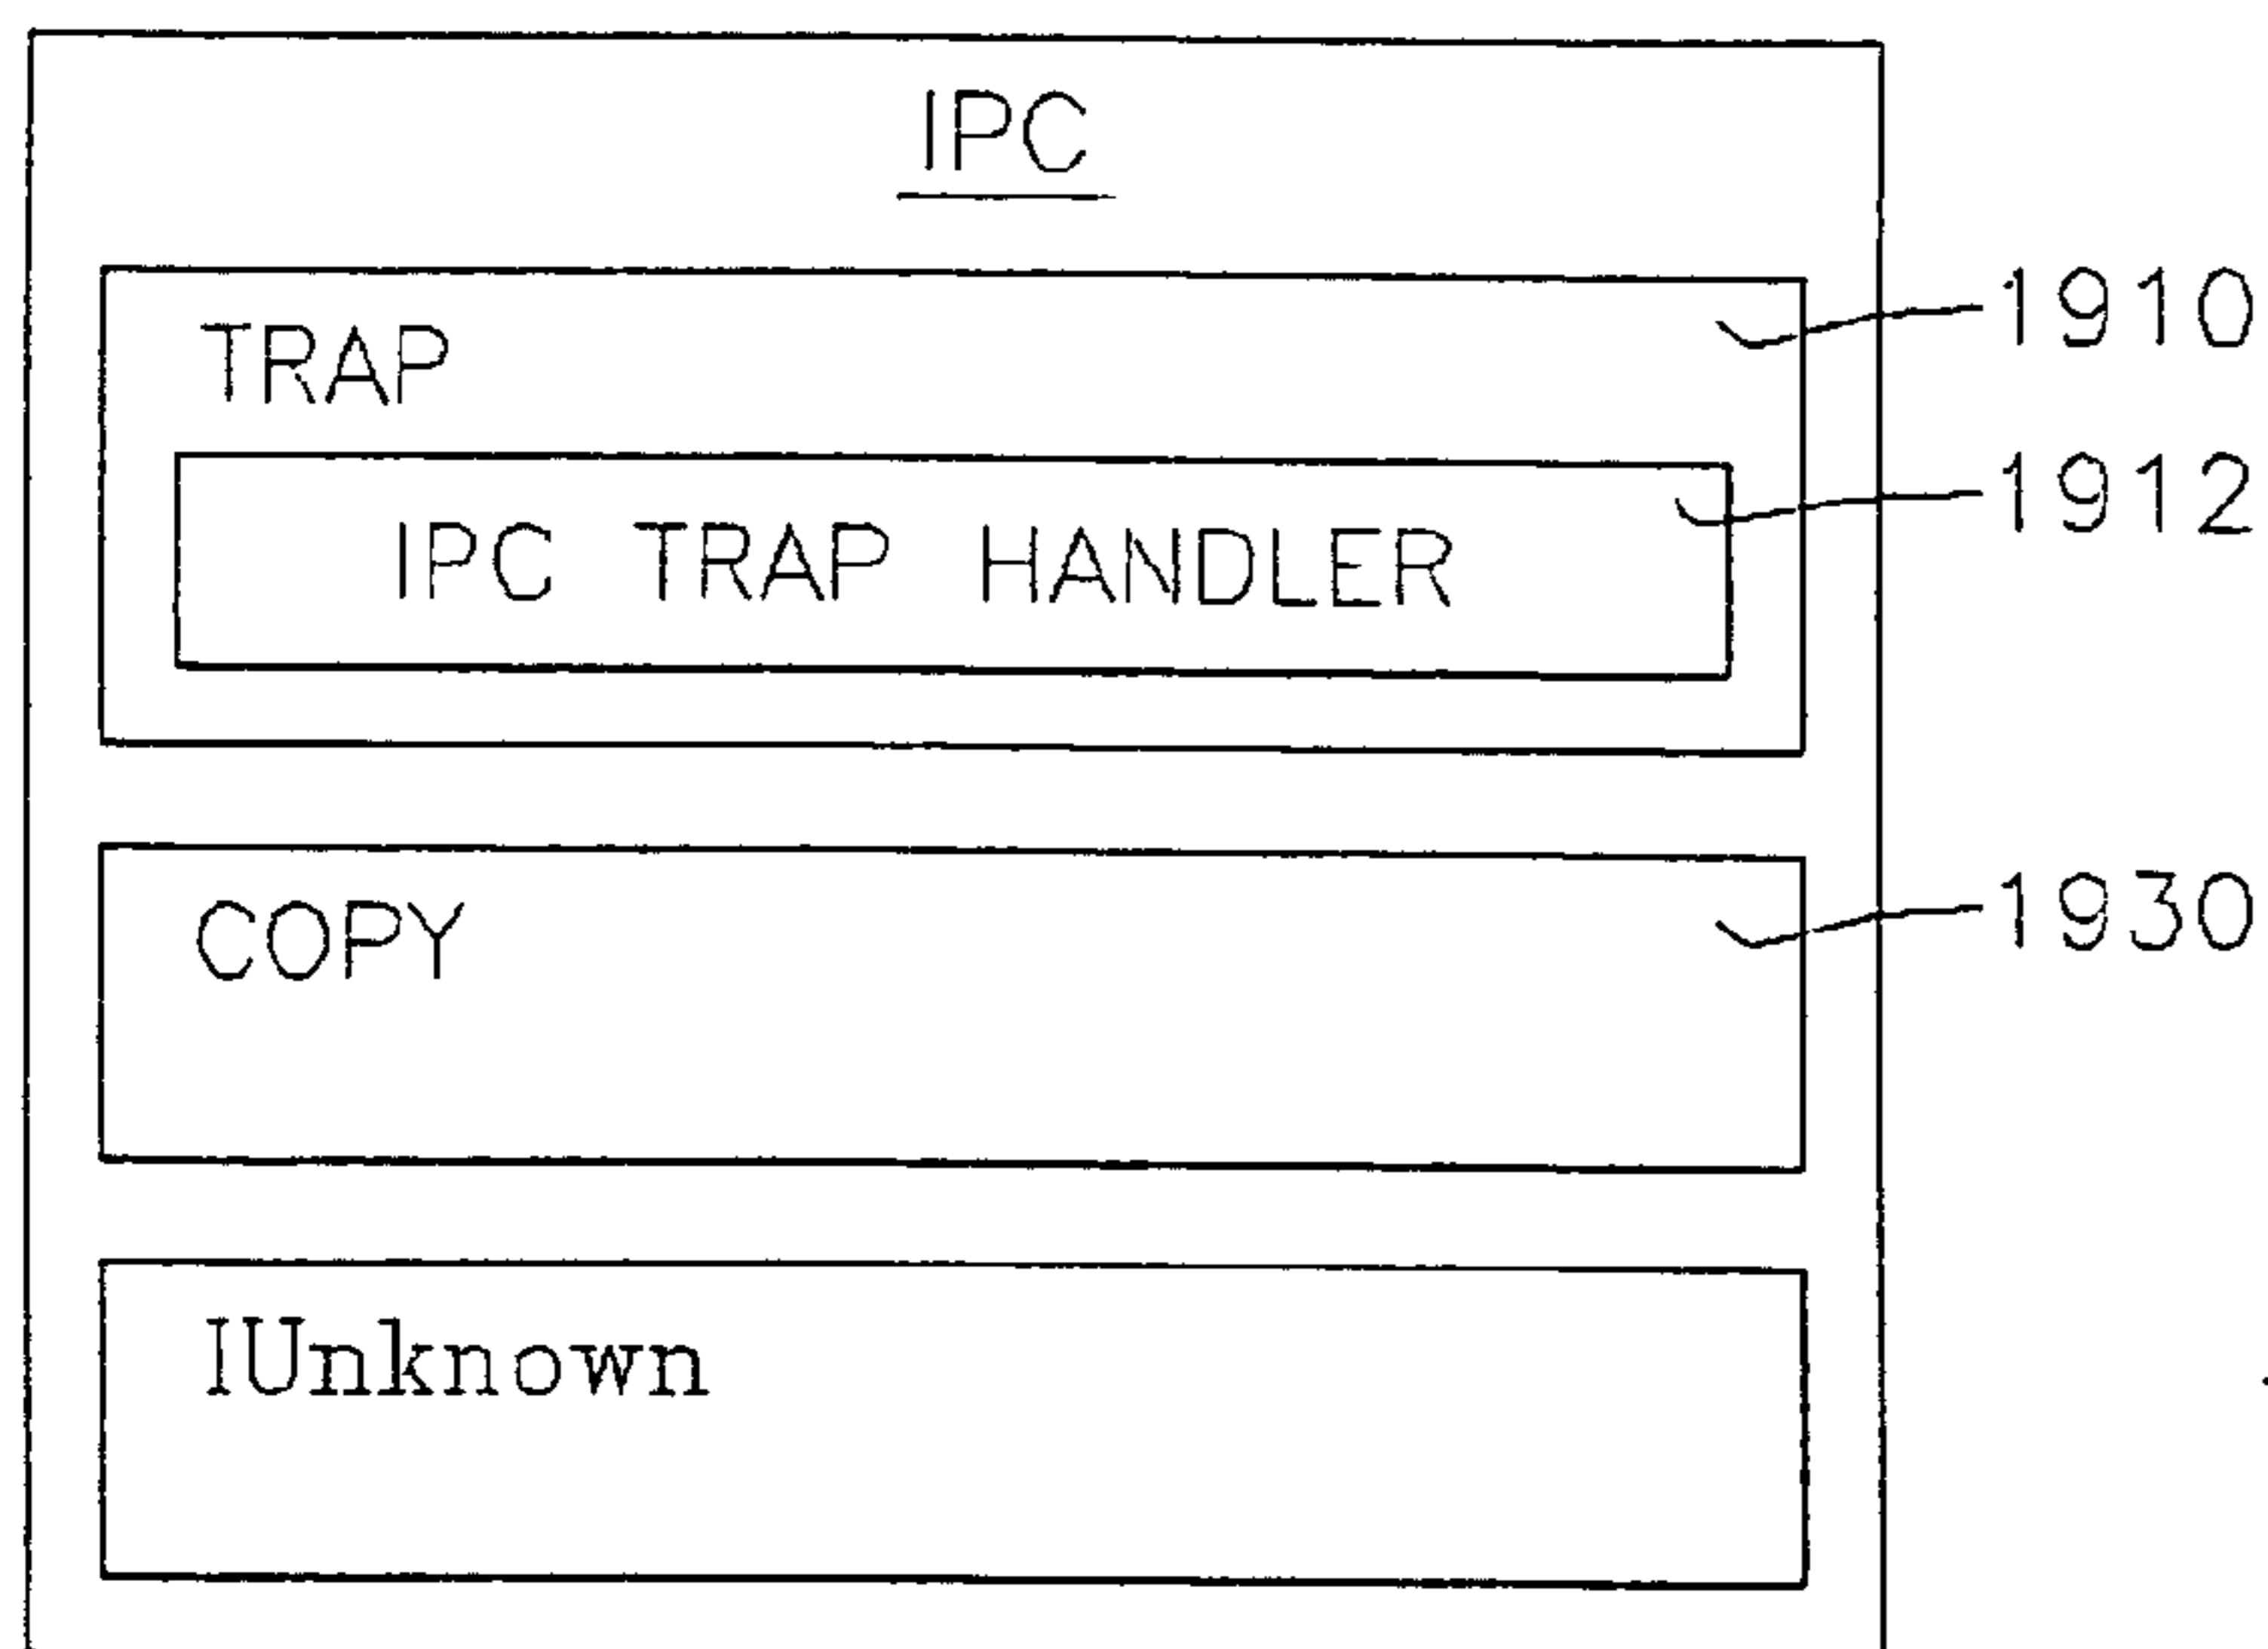 IPC
TRAP
1910
IPC TRAP HANDLER
1912
COPY
1930
IUnknown